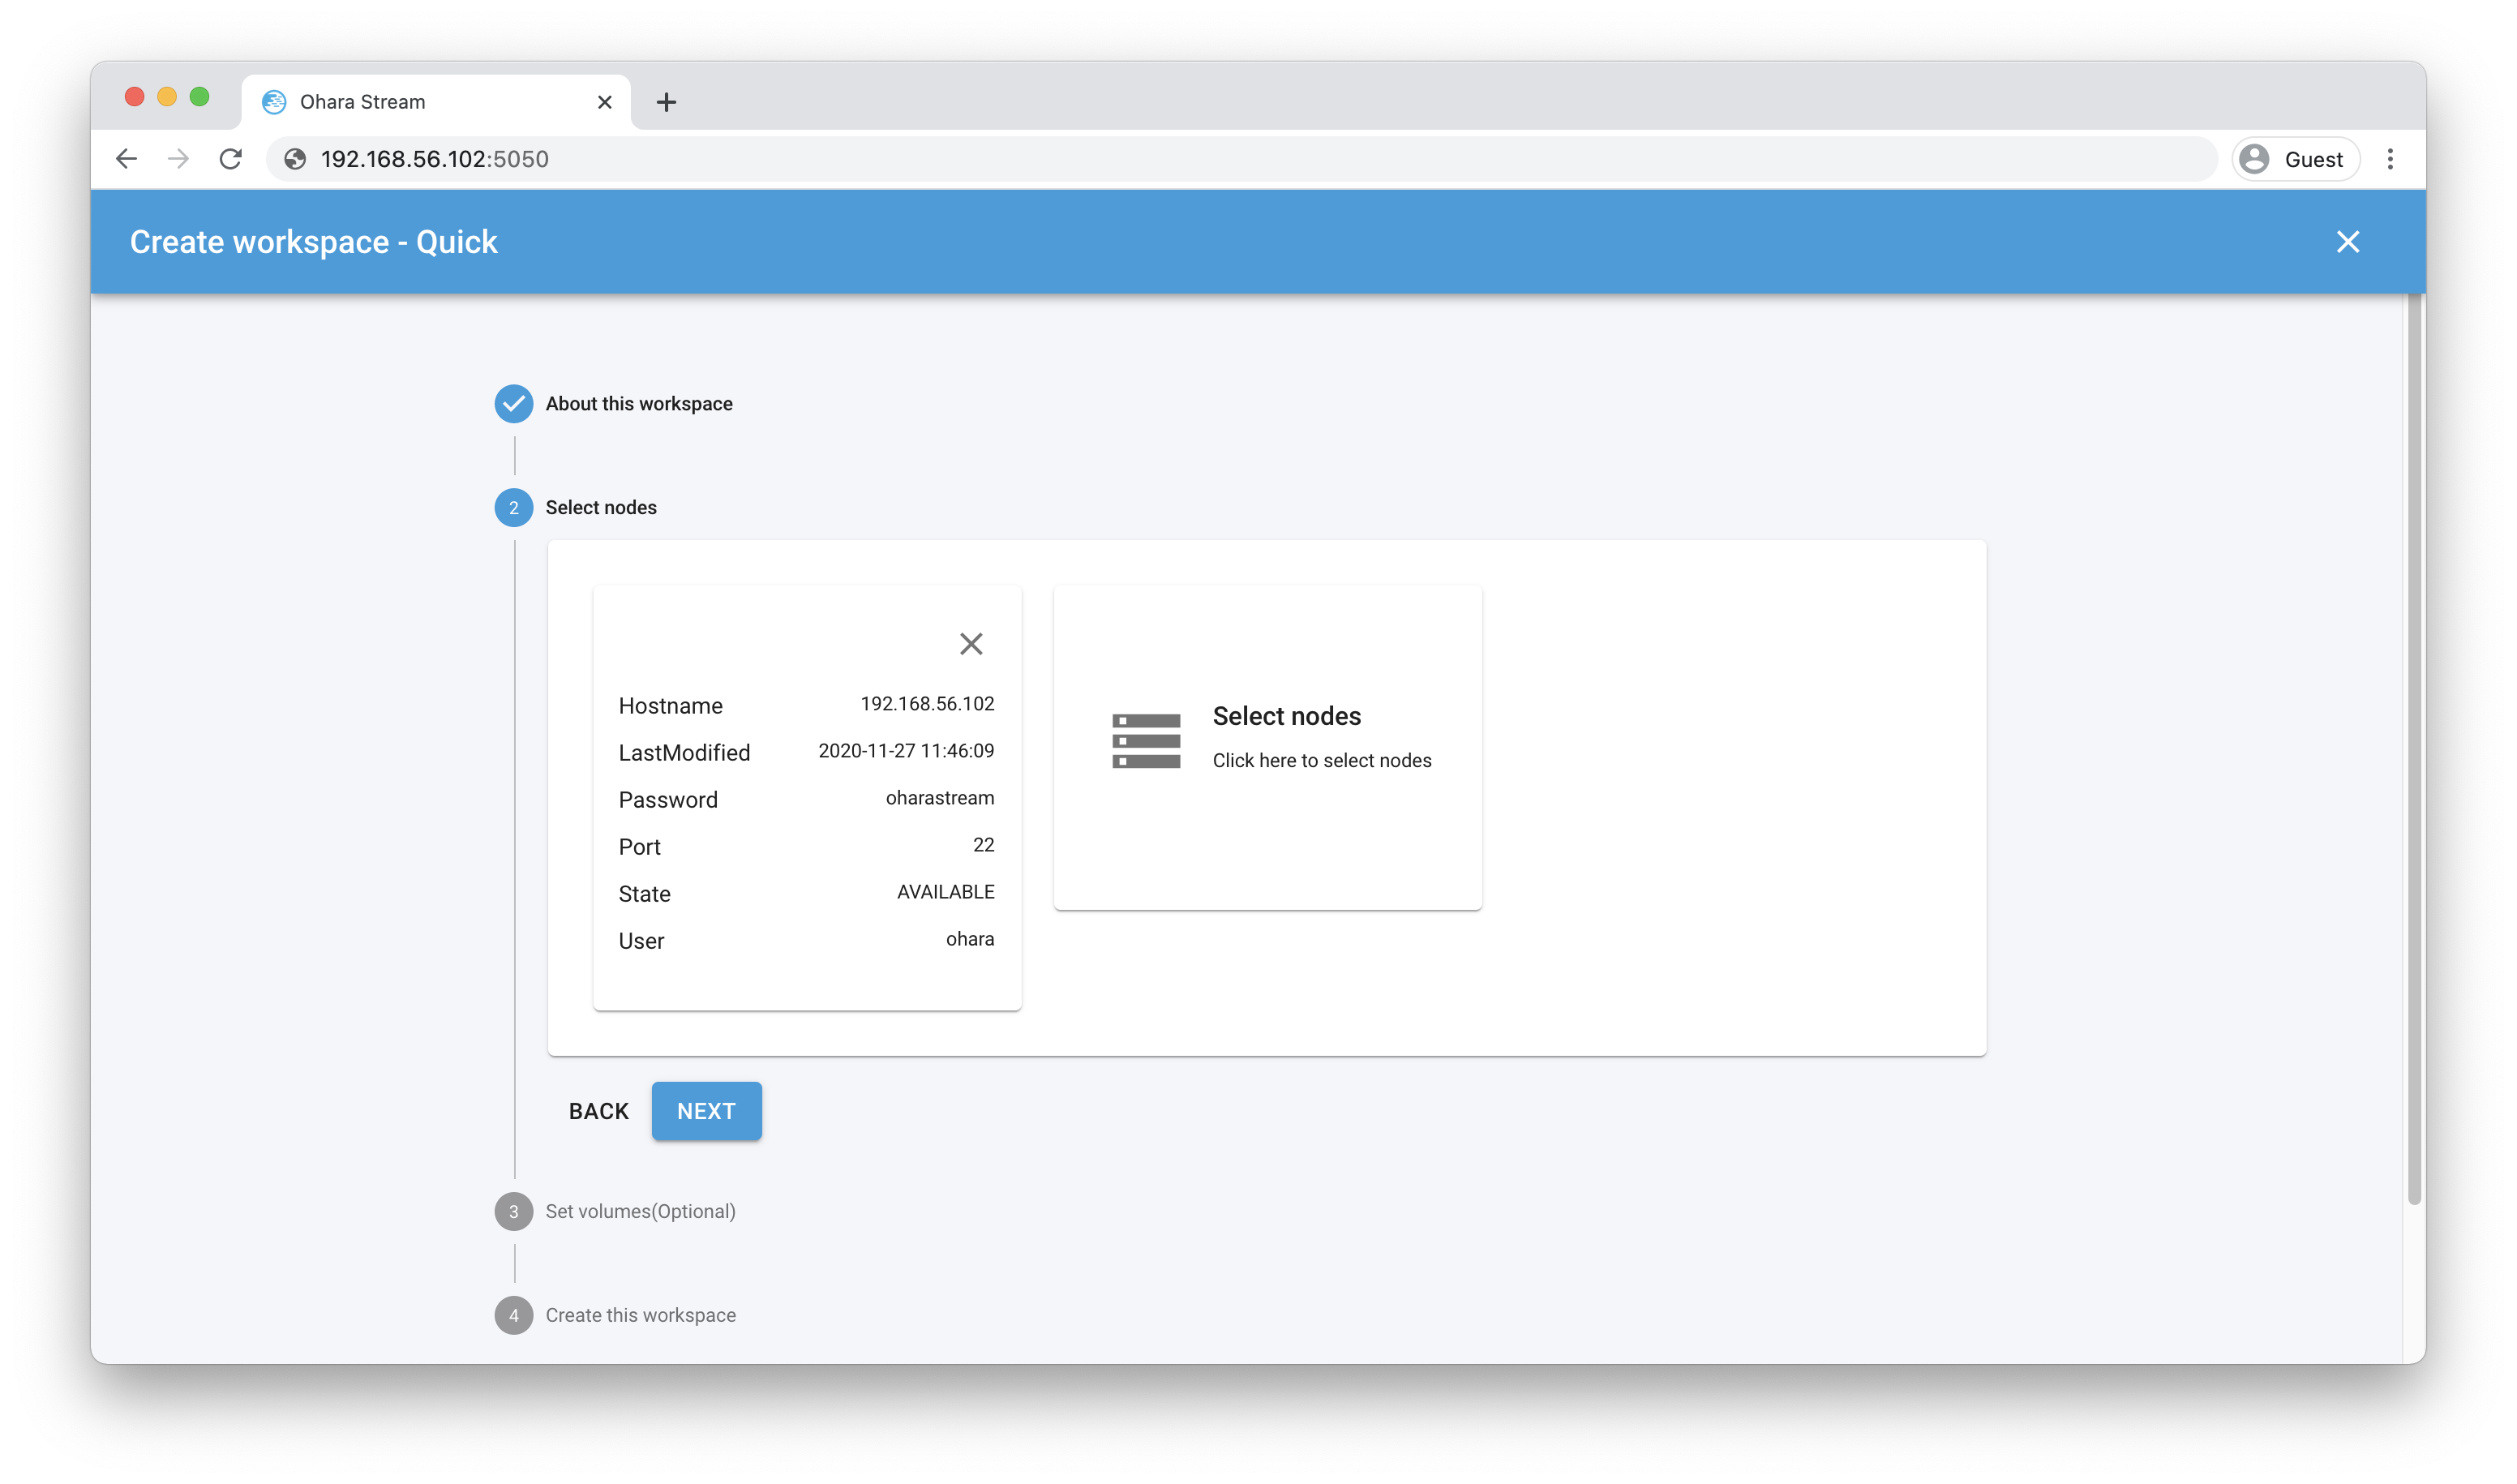 Ohara Stream
192.168.56.102:5050
Guest
Create workspace - Quick
About this workspace
2 Select nodes
Hostname 192.168.56.102
LastModified 2020-11-27 11:46:09
Password oharastream
Port 22
State AVAILABLE
User ohara
Select nodes
Click here to select nodes
BACK NEXT
3 Set volumes(Optional)
4 Create this workspace